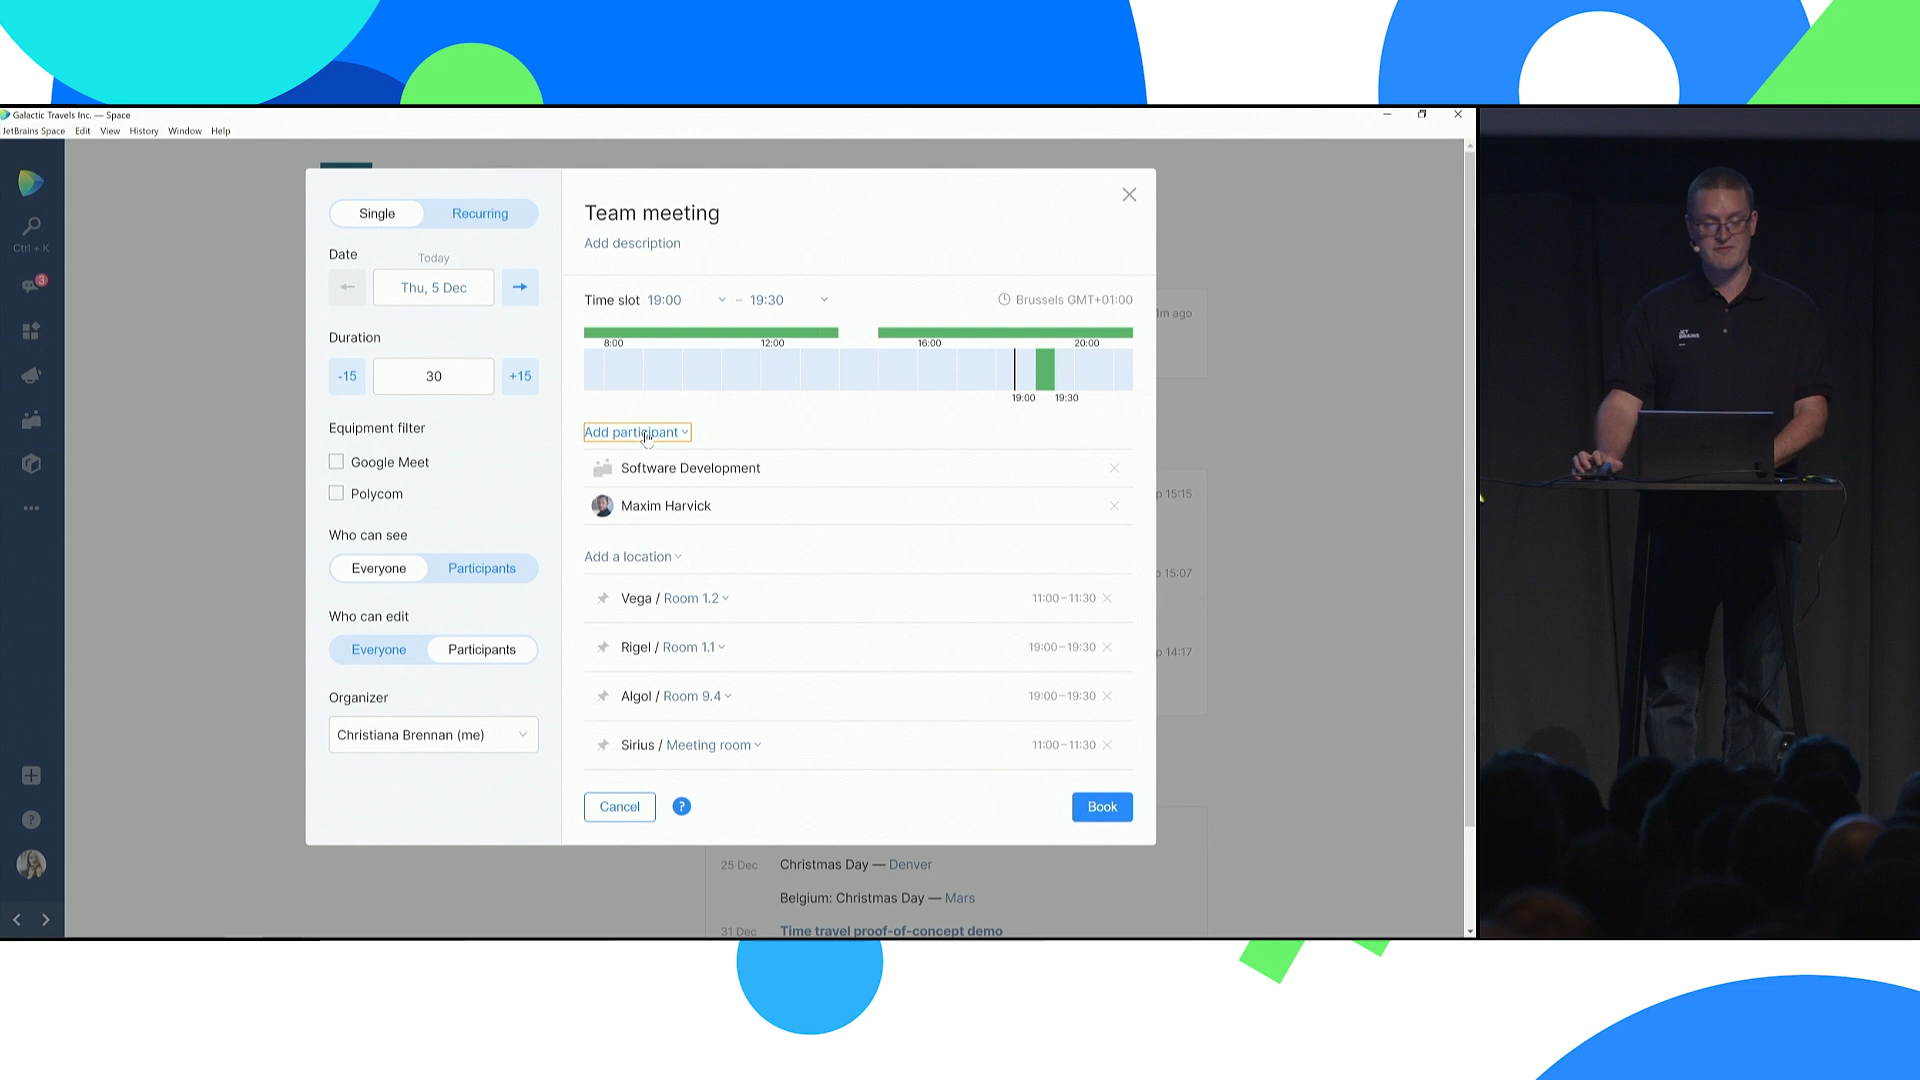 Galactic Travels Inc. — Space
JetBrains Space Edit View History Window Help
Ctrl + K
3
Single Recurring
Date
Today
Thu, 5 Dec
Duration
-15 30 +15
Equipment filter
Google Meet
Polycom
Who can see
Everyone Participants
Who can edit
Everyone Participants
Organizer
Christiana Brennan (me)
Team meeting
Add description
Time slot 19:00 – 19:30 Brussels GMT+01:00
8:00 12:00 16:00 20:00
19:00 19:30
Add participant
Software Development
Maxim Harvick
Add a location
Vega / Room 1.2 11:00–11:30
Rigel / Room 1.1 19:00–19:30
Algol / Room 9.4 19:00–19:30
Sirius / Meeting room 11:00–11:30
Cancel ? Book
1m ago
15:15
15:07
p 14:17
?
25 Dec Christmas Day — Denver
Belgium: Christmas Day — Mars
31 Dec Time travel proof-of-concept demo
JET
BRAINS